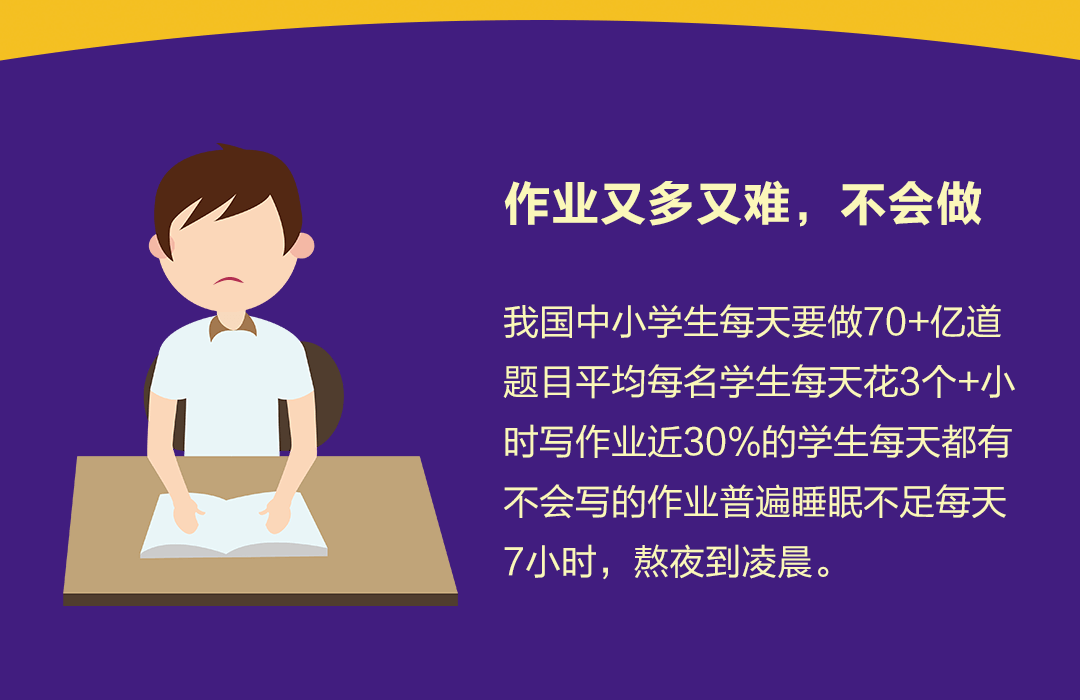 作业又多又难，不会做
我国中小学生每天要做70+亿道
题目平均每名学生每天花3个+小
时写作业近30%的学生每天都有
不会写的作业普遍睡眠不足每天
7小时，熬夜到凌晨。